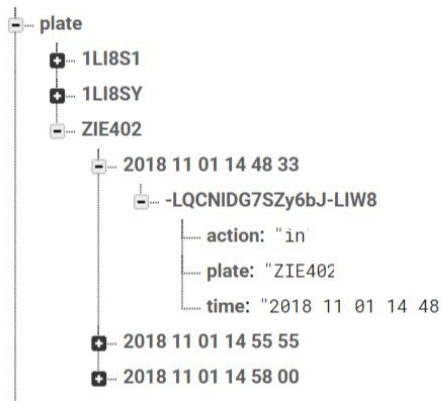 plate
1LI8S1
1LI8SY
ZIE402
2018 11 01 14 48 33
-LQCNIDG7SZy6bJ-LIW8
action: "in
plate: "ZIE402
time: "2018 11 01 14 48
2018 11 01 14 55 55
2018 11 01 14 58 00